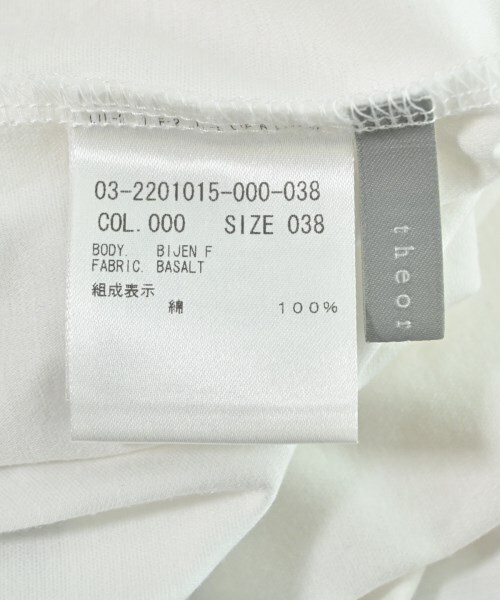 03-2201015-000-038
COL.000 SIZE 038
BODY. BIJEN F
FABRIC. BASALT
組成表示
綿 100%
theor